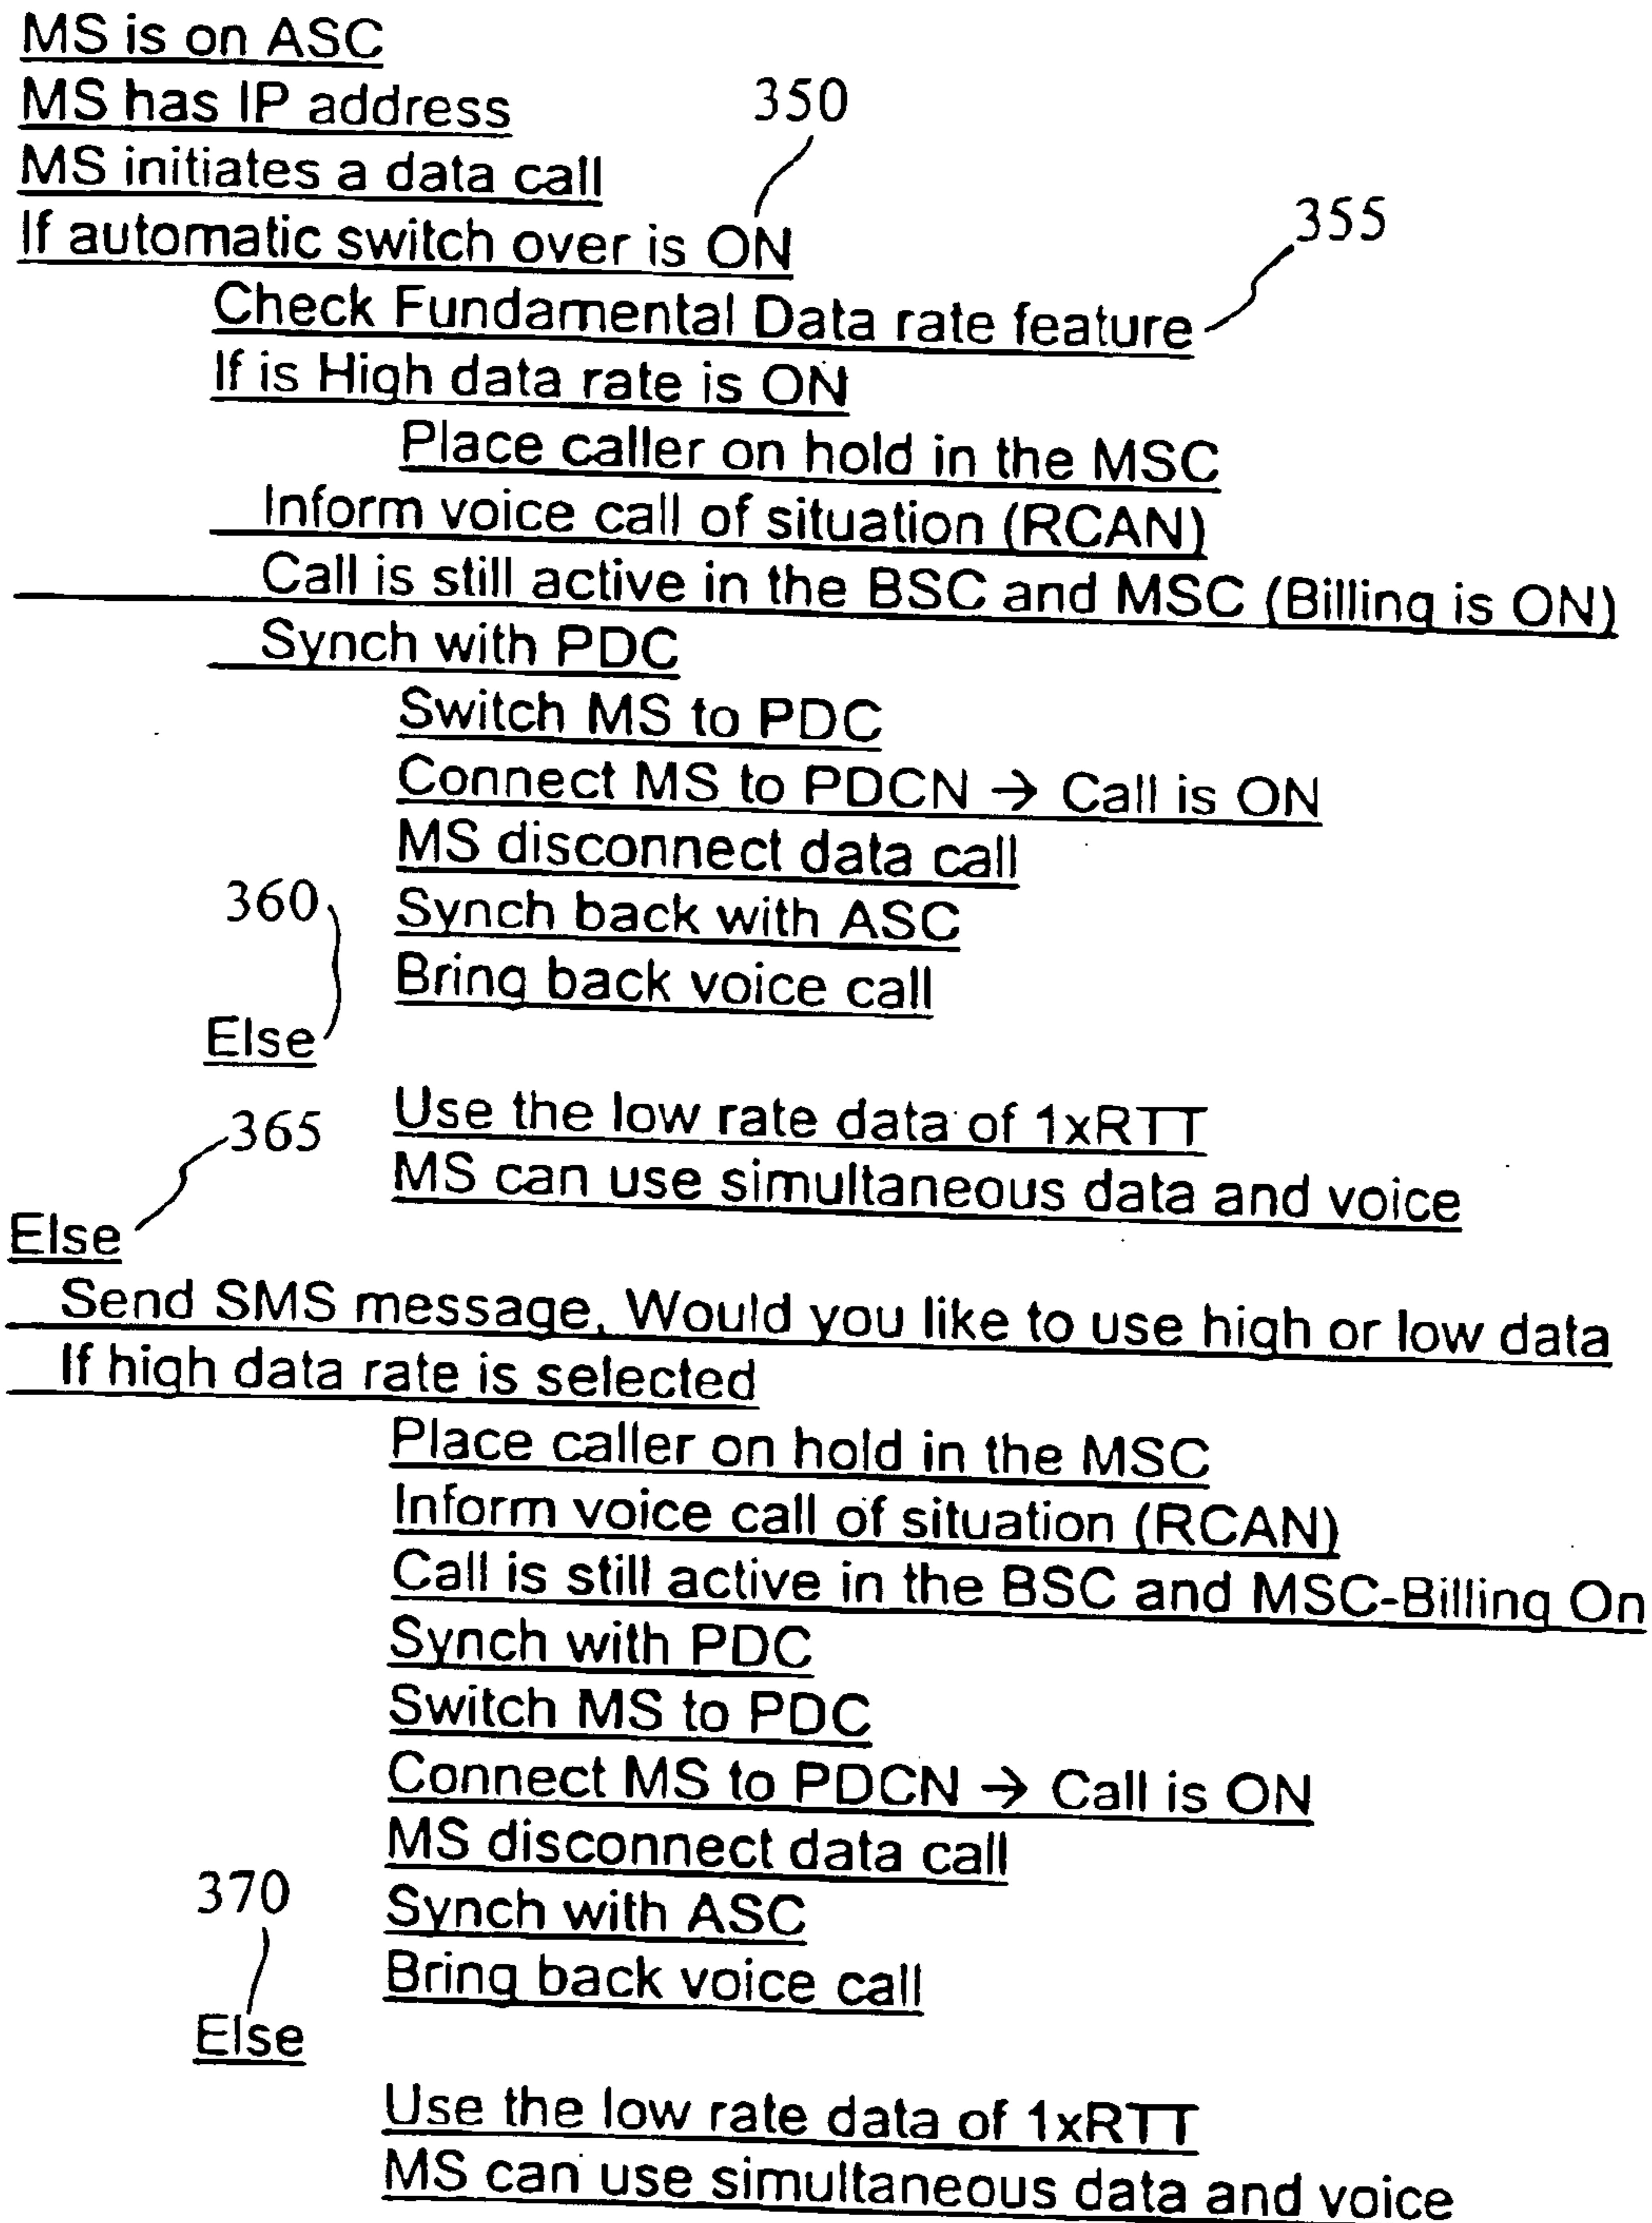 MS is on ASC
MS has IP address
350
MS initiates a data call
If automatic switch over is ON
355
Check Fundamental Data rate feature
If is High data rate is ON
Place caller on hold in the MSC
Inform voice call of situation (RCAN)
Call is still active in the BSC and MSC (Billing is ON)
Synch with PDC
Switch MS to PDC
Connect MS to PDCN → Call is ON
MS disconnect data call
360
Synch back with ASC
Bring back voice call
Else
Use the low rate data of 1xRTT
365
MS can use simultaneous data and voice
Else
Send SMS message, Would you like to use high or low data
If high data rate is selected
Place caller on hold in the MSC
Inform voice call of situation (RCAN)
Call is still active in the BSC and MSC-Billing On
Synch with PDC
Switch MS to PDC
Connect MS to PDCN → Call is ON
MS disconnect data call
370
Synch with ASC
Bring back voice call
Else
Use the low rate data of 1xRTT
MS can use simultaneous data and voice